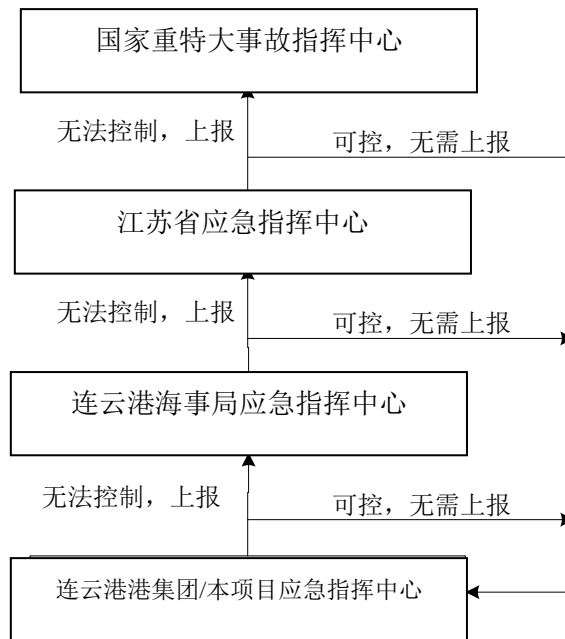 国家重特大事故指挥中心
无法控制，上报
可控，无需上报
江苏省应急指挥中心
无法控制，上报
可控，无需上报
连云港海事局应急指挥中心
无法控制，上报
可控，无需上报
连云港港集团/本项目应急指挥中心